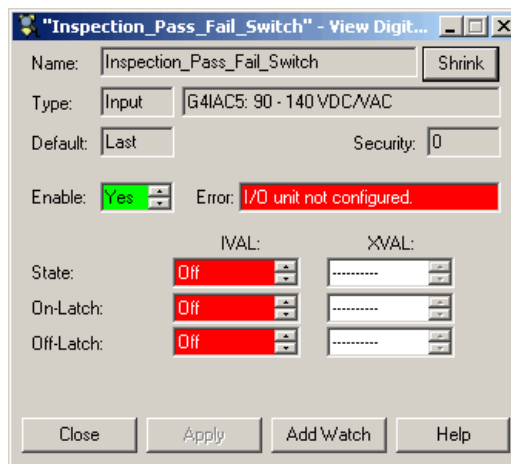 "Inspection_Pass_Fail_Switch" - View Digit...
Name: Inspection_Pass_Fail_Switch Shrink
Type: Input G4IAC5: 90 - 140 VDC/VAC
Default: Last Security: 0
Enable: Yes Error: I/O unit not configured.
IVAL: XVAL:
State: Off ---------
On-Latch: Off ---------
Off-Latch: Off ---------
Close Apply Add Watch Help